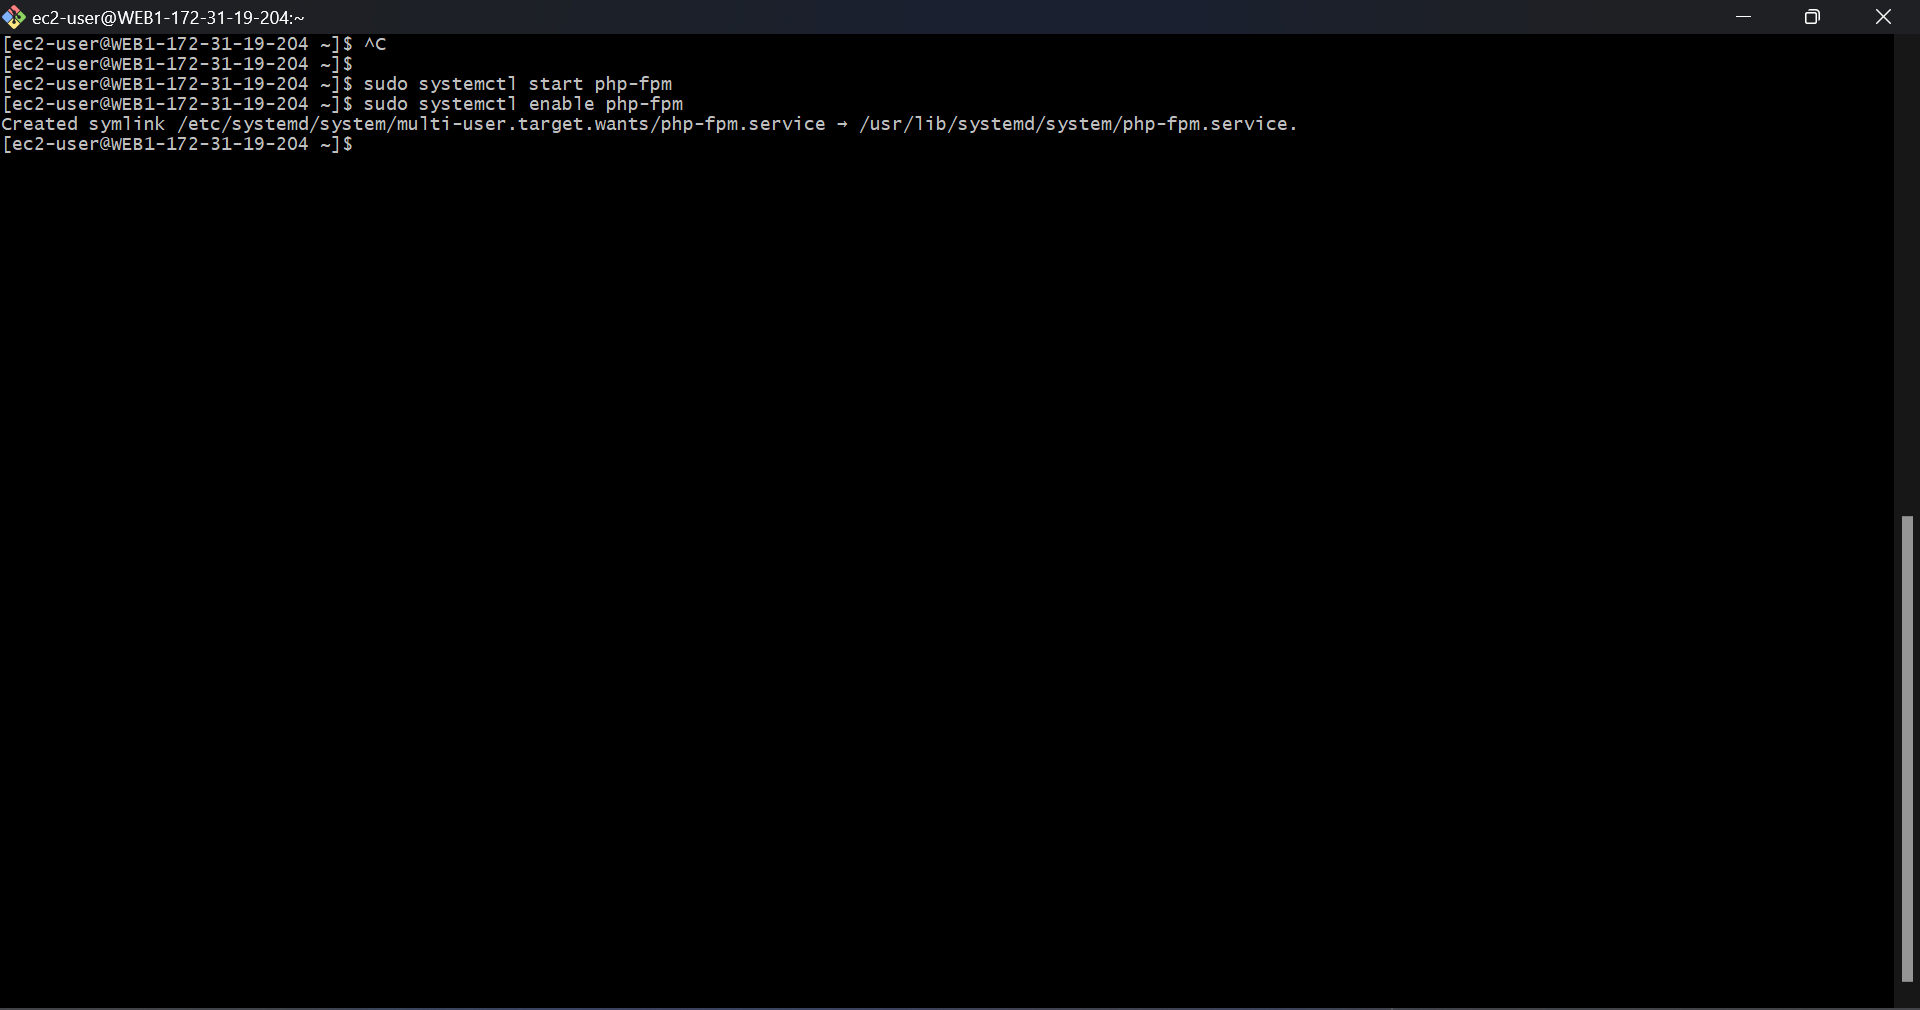 ec2-user@WEB1-172-31-19-204:~
[ec2-user@WEB1-172-31-19-204 ~]$ ^C
[ec2-user@WEB1-172-31-19-204 ~]$
[ec2-user@WEB1-172-31-19-204 ~]$ sudo systemctl start php-fpm
[ec2-user@WEB1-172-31-19-204 ~]$ sudo systemctl enable php-fpm
Created symlink /etc/systemd/system/multi-user.target.wants/php-fpm.service → /usr/lib/systemd/system/php-fpm.service.
[ec2-user@WEB1-172-31-19-204 ~]$